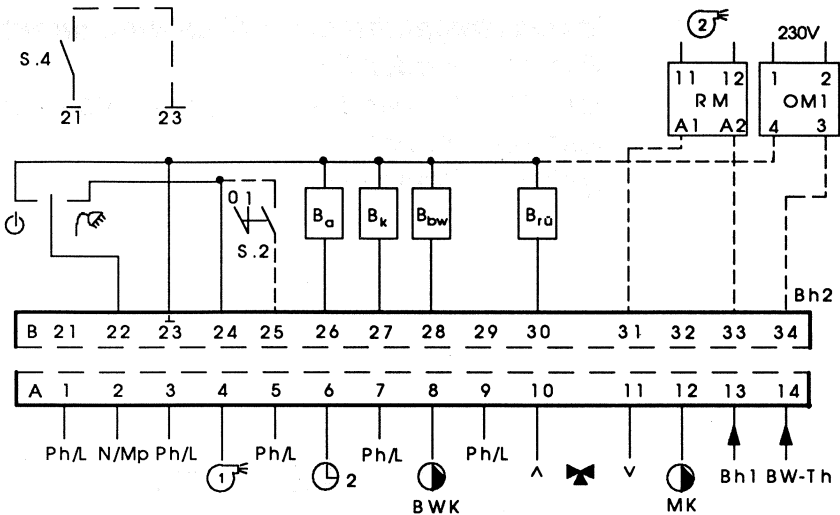 2
230V
S.4
11 12
1 2
RM
OM1
A1 A2
4 3
21
23
0 1
Ba
Bk
Bbw
Brü
S.2
Bh2
B 21 22 23 24 25 26 27 28 29 30 31 32 33 34
A 1 2 3 4 5 6 7 8 9 10 11 12 13 14
Ph/L N/Mp Ph/L 1 Ph/L 2 Ph/L Ph/L ʌ v Bh1 BW-Th
BWK
MK